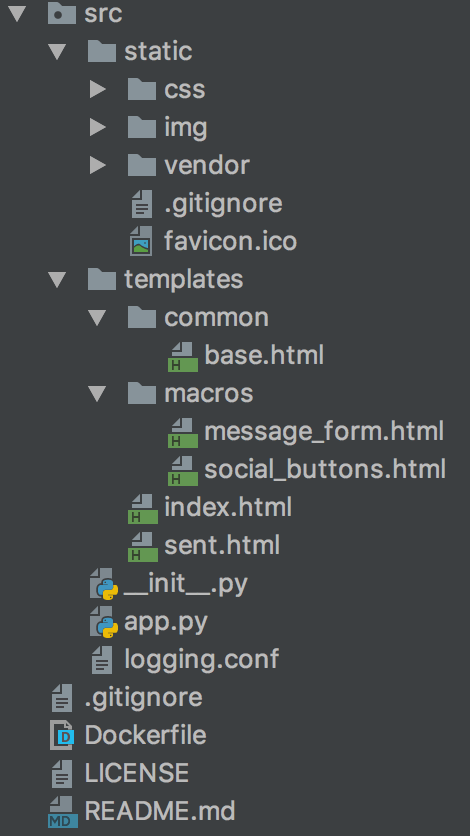 src
static
css
img
vendor
.gitignore
favicon.ico
templates
common
base.html
macros
message_form.html
social_buttons.html
index.html
sent.html
__init__.py
app.py
logging.conf
.gitignore
Dockerfile
LICENSE
README.md